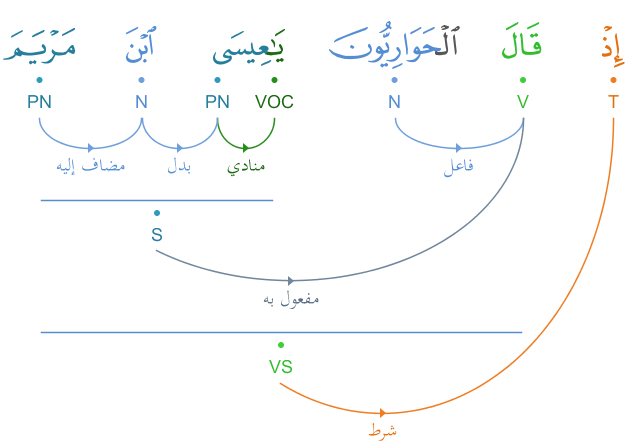 إِذْ قَالَ ٱلْحَوَارِيُّونَ يَٰعِيسَى ٱبْنَ مَرْيَمَ
T V N VOC PN N PN
فاعل منادي بدل مضاف إليه
S
مفعول به
VS
شرط